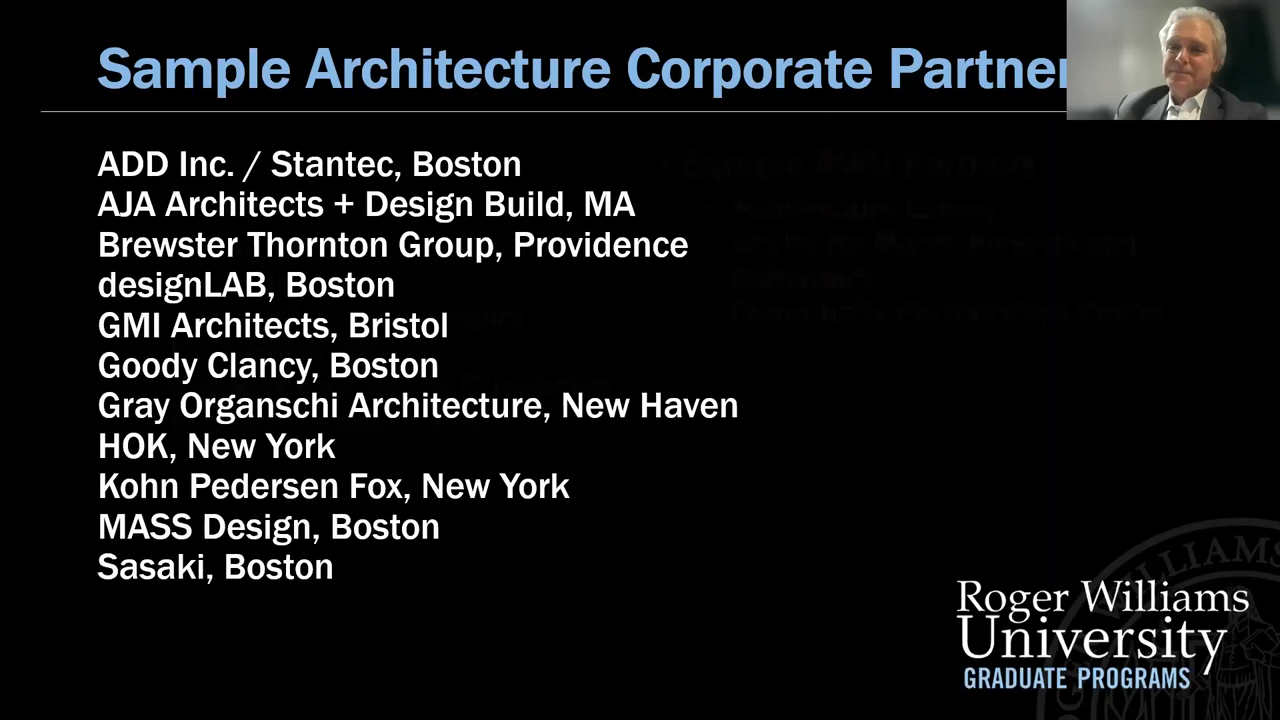 Sample Architecture Corporate Partner
ADD Inc. / Stantec, Boston
AJA Architects + Design Build, MA
Brewster Thornton Group, Providence
designLAB, Boston
GMI Architects, Bristol
Goody Clancy, Boston
Gray Organschi Architecture, New Haven
HOK, New York
Kohn Pedersen Fox, New York
MASS Design, Boston
Sasaki, Boston
WILLIAMS
Roger Williams
University
GRADUATE PROGRAMS